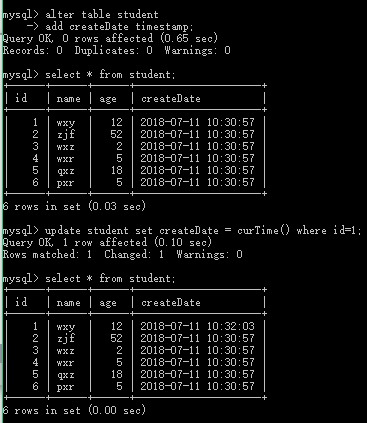 mysql> alter table student
    -> add createDate timestamp;
Query OK, 0 rows affected (0.65 sec)
Records: 0  Duplicates: 0  Warnings: 0
mysql> select * from student;
+----+------+-----+---------------------+
| id | name | age | createDate          |
+----+------+-----+---------------------+
|  1 | wxy  |  12 | 2018-07-11 10:30:57 |
|  2 | zjf  |  52 | 2018-07-11 10:30:57 |
|  3 | wxz  |   2 | 2018-07-11 10:30:57 |
|  4 | wxr  |   5 | 2018-07-11 10:30:57 |
|  5 | qxz  |  18 | 2018-07-11 10:30:57 |
|  6 | pxr  |   5 | 2018-07-11 10:30:57 |
+----+------+-----+---------------------+
6 rows in set (0.03 sec)
mysql> update student set createDate = curTime() where id=1;
Query OK, 1 row affected (0.10 sec)
Rows matched: 1  Changed: 1  Warnings: 0
mysql> select * from student;
+----+------+-----+---------------------+
| id | name | age | createDate          |
+----+------+-----+---------------------+
|  1 | wxy  |  12 | 2018-07-11 10:32:03 |
|  2 | zjf  |  52 | 2018-07-11 10:30:57 |
|  3 | wxz  |   2 | 2018-07-11 10:30:57 |
|  4 | wxr  |   5 | 2018-07-11 10:30:57 |
|  5 | qxz  |  18 | 2018-07-11 10:30:57 |
|  6 | pxr  |   5 | 2018-07-11 10:30:57 |
+----+------+-----+---------------------+
6 rows in set (0.00 sec)